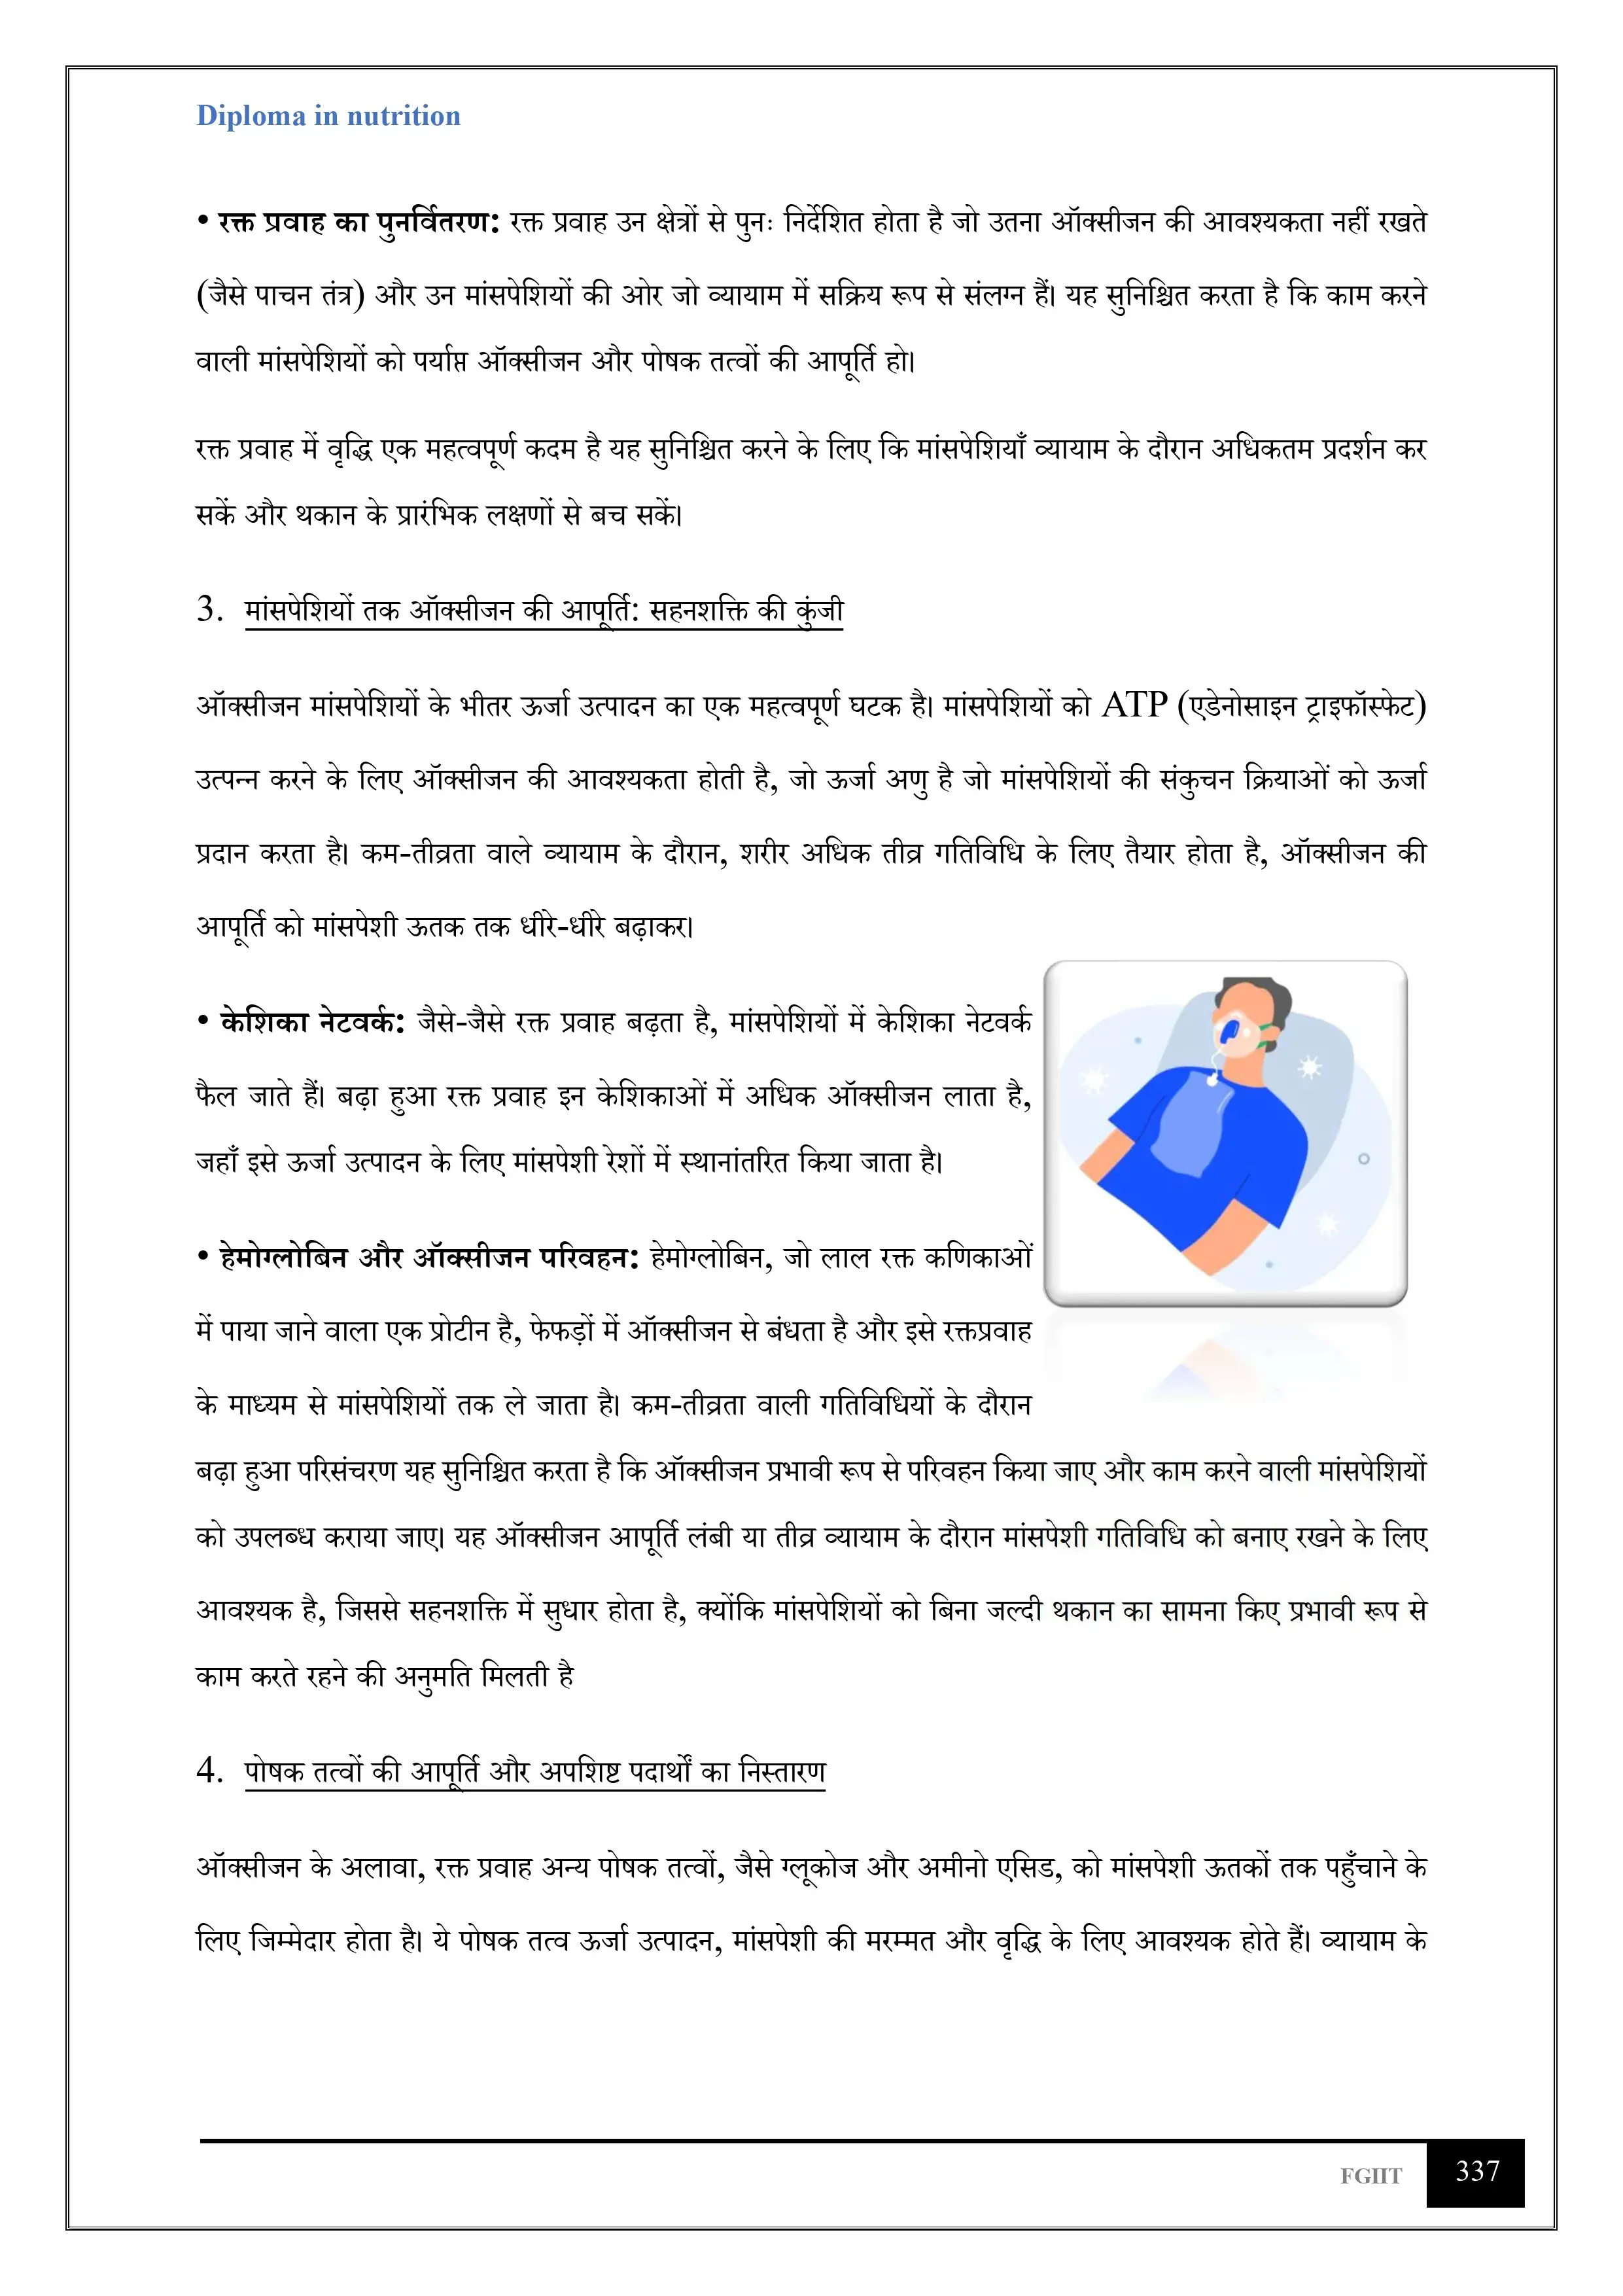 Diploma in nutrition
• रक्त प्रवाह का पुनर्वितरण: रक्त प्रवाह उन क्षेत्रों से पुनः निर्देशित होता है जो उतना ऑक्सीजन की आवश्यकता नहीं रखते
(जैसे पाचन तंत्र) और उन मांसपेशियों की ओर जो व्यायाम में सक्रिय रूप से संलग्न हैं। यह सुनिश्चित करता है कि काम करने
वाली मांसपेशियों को पर्याप्त ऑक्सीजन और पोषक तत्वों की आपूर्ति हो।
रक्त प्रवाह में वृद्धि एक महत्वपूर्ण कदम है यह सुनिश्चित करने के लिए कि मांसपेशियाँ व्यायाम के दौरान अधिकतम प्रदर्शन कर
सकें और थकान के प्रारंभिक लक्षणों से बच सकें।
3. मांसपेशियों तक ऑक्सीजन की आपूर्ति: सहनशक्ति की कुंजी
ऑक्सीजन मांसपेशियों के भीतर ऊर्जा उत्पादन का एक महत्वपूर्ण घटक है। मांसपेशियों को ATP (एडेनोसाइन ट्राइफॉस्फेट)
उत्पन्न करने के लिए ऑक्सीजन की आवश्यकता होती है, जो ऊर्जा अणु है जो मांसपेशियों की संकुचन क्रियाओं को ऊर्जा
प्रदान करता है। कम-तीव्रता वाले व्यायाम के दौरान, शरीर अधिक तीव्र गतिविधि के लिए तैयार होता है, ऑक्सीजन की
आपूर्ति को मांसपेशी ऊतक तक धीरे-धीरे बढ़ाकर।
• केशिका नेटवर्क: जैसे-जैसे रक्त प्रवाह बढ़ता है, मांसपेशियों में केशिका नेटवर्क
फैल जाते हैं। बढ़ा हुआ रक्त प्रवाह इन केशिकाओं में अधिक ऑक्सीजन लाता है,
जहाँ इसे ऊर्जा उत्पादन के लिए मांसपेशी रेशों में स्थानांतरित किया जाता है।
• हेमोग्लोबिन और ऑक्सीजन परिवहन: हेमोग्लोबिन, जो लाल रक्त कणिकाओं
में पाया जाने वाला एक प्रोटीन है, फेफड़ों में ऑक्सीजन से बंधता है और इसे रक्तप्रवाह
के माध्यम से मांसपेशियों तक ले जाता है। कम-तीव्रता वाली गतिविधियों के दौरान
बढ़ा हुआ परिसंचरण यह सुनिश्चित करता है कि ऑक्सीजन प्रभावी रूप से परिवहन किया जाए और काम करने वाली मांसपेशियों
को उपलब्ध कराया जाए। यह ऑक्सीजन आपूर्ति लंबी या तीव्र व्यायाम के दौरान मांसपेशी गतिविधि को बनाए रखने के लिए
आवश्यक है, जिससे सहनशक्ति में सुधार होता है, क्योंकि मांसपेशियों को बिना जल्दी थकान का सामना किए प्रभावी रूप से
काम करते रहने की अनुमति मिलती है
4. पोषक तत्वों की आपूर्ति और अपशिष्ट पदार्थों का निस्तारण
ऑक्सीजन के अलावा, रक्त प्रवाह अन्य पोषक तत्वों, जैसे ग्लूकोज और अमीनो एसिड, को मांसपेशी ऊतकों तक पहुँचाने के
लिए जिम्मेदार होता है। ये पोषक तत्व ऊर्जा उत्पादन, मांसपेशी की मरम्मत और वृद्धि के लिए आवश्यक होते हैं। व्यायाम के
FGIIT 337